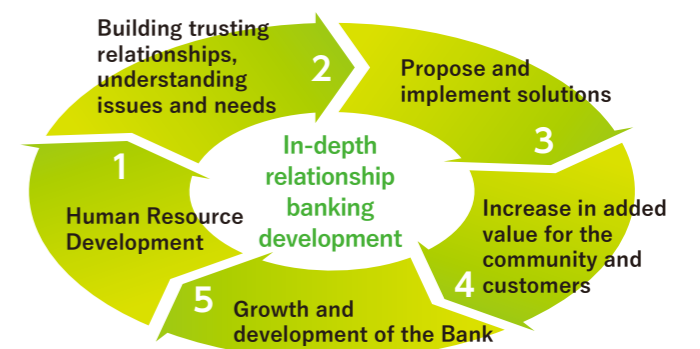 1
Human Resource
Development
2
Building trusting
relationships,
understanding
issues and needs
3
Propose and
implement solutions
4
Increase in added
value for the
community and
customers
5
Growth and
development of the Bank
In-depth
relationship
banking
development